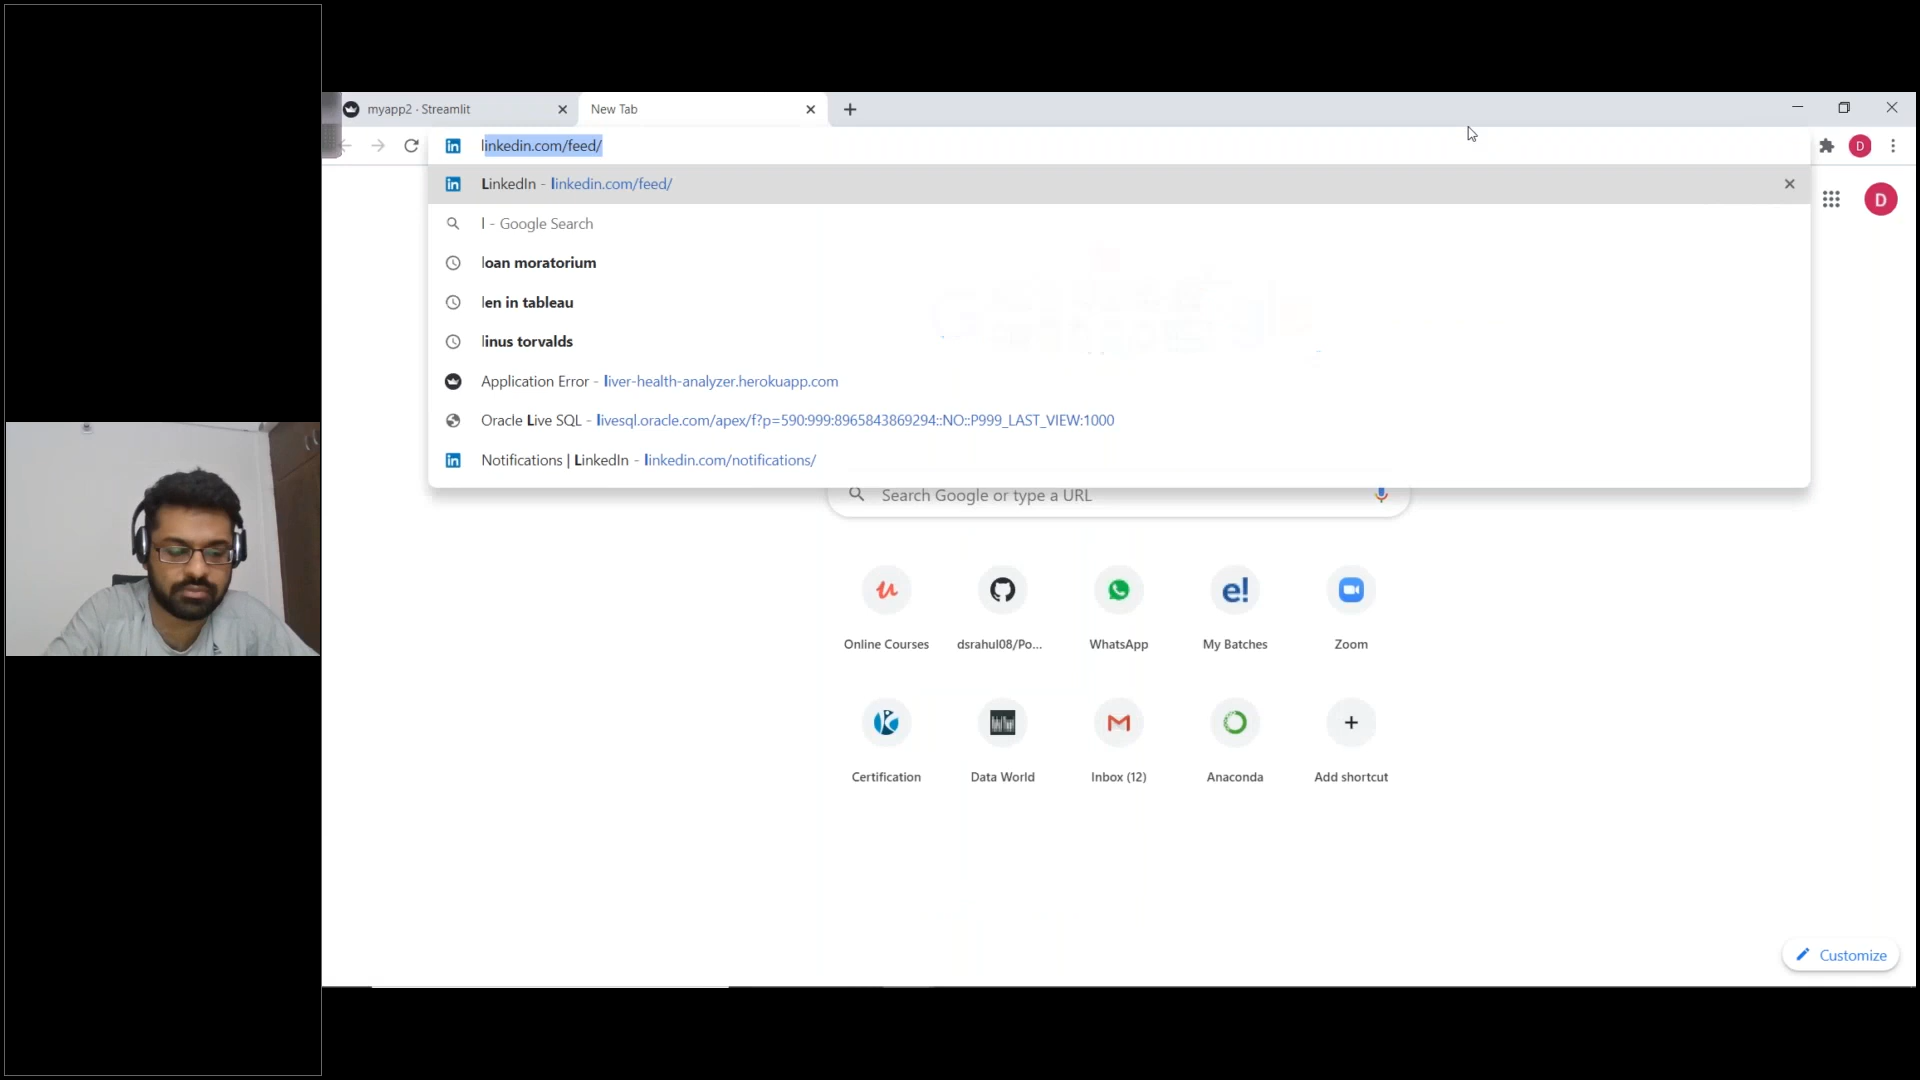 myapp2 · Streamlit
New Tab
linkedin.com/feed/
D
LinkedIn - linkedin.com/feed/
D
l - Google Search
loan moratorium
len in tableau
linus torvalds
Application Error - liver-health-analyzer.herokuapp.com
Oracle Live SQL - livesql.oracle.com/apex/f?p=590:999:8965843869294::NO::P999_LAST_VIEW:1000
Notifications | LinkedIn - linkedin.com/notifications/
Search Google or type a URL
Online Courses
dsrahul08/Po...
WhatsApp
My Batches
Zoom
Certification
Data World
Inbox (12)
Anaconda
Add shortcut
Customize